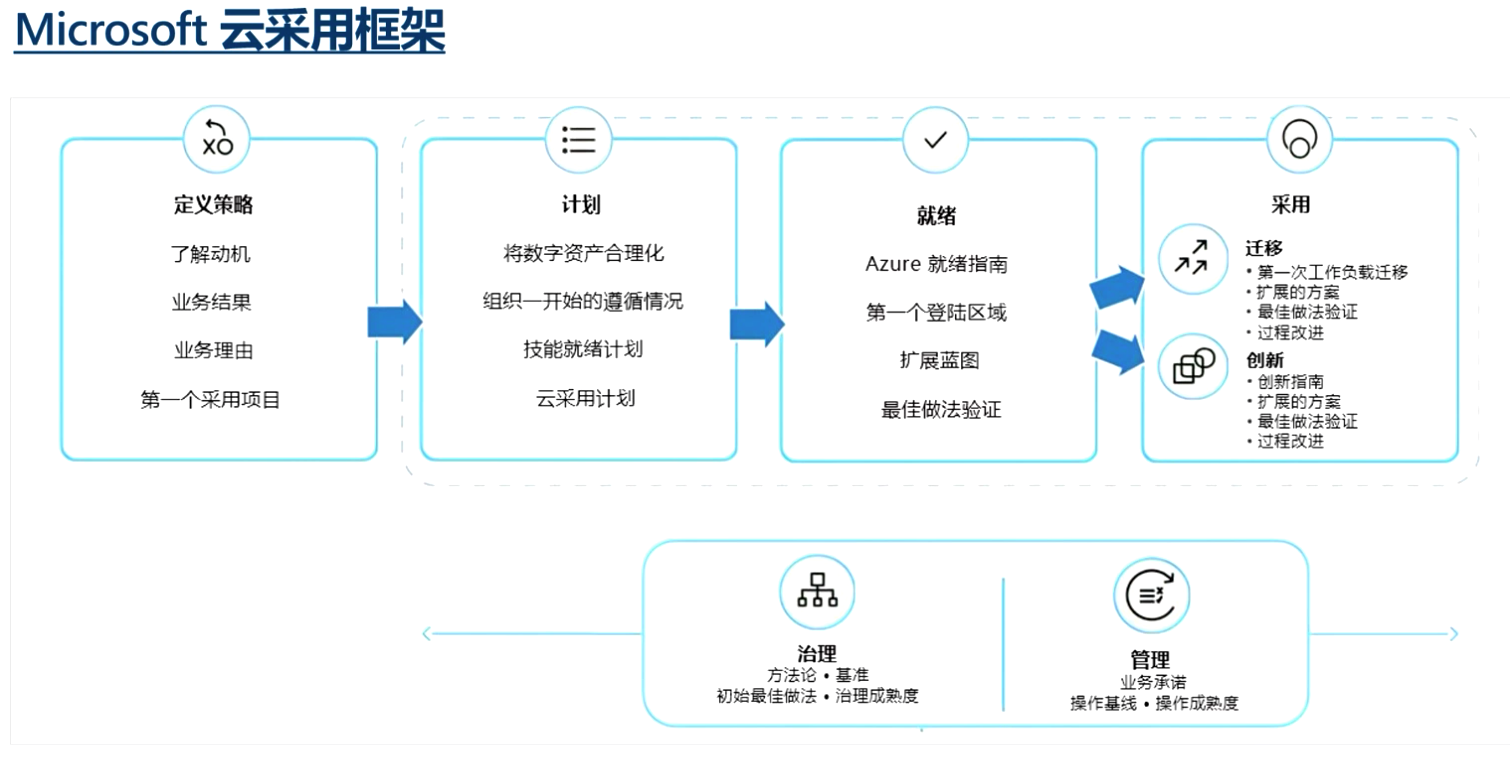 Microsoft 云采用框架
定义策略
了解动机
业务结果
业务理由
第一个采用项目
计划
将数字资产合理化
组织一开始的遵循情况
技能就绪计划
云采用计划
就绪
Azure 就绪指南
第一个登陆区域
扩展蓝图
最佳做法验证
采用
迁移
• 第一次工作负载迁移
• 扩展的方案
• 最佳做法验证
• 过程改进
创新
• 创新指南
• 扩展的方案
• 最佳做法验证
• 过程改进
治理
方法论 • 基准
初始最佳做法 • 治理成熟度
管理
业务承诺
操作基线 • 操作成熟度